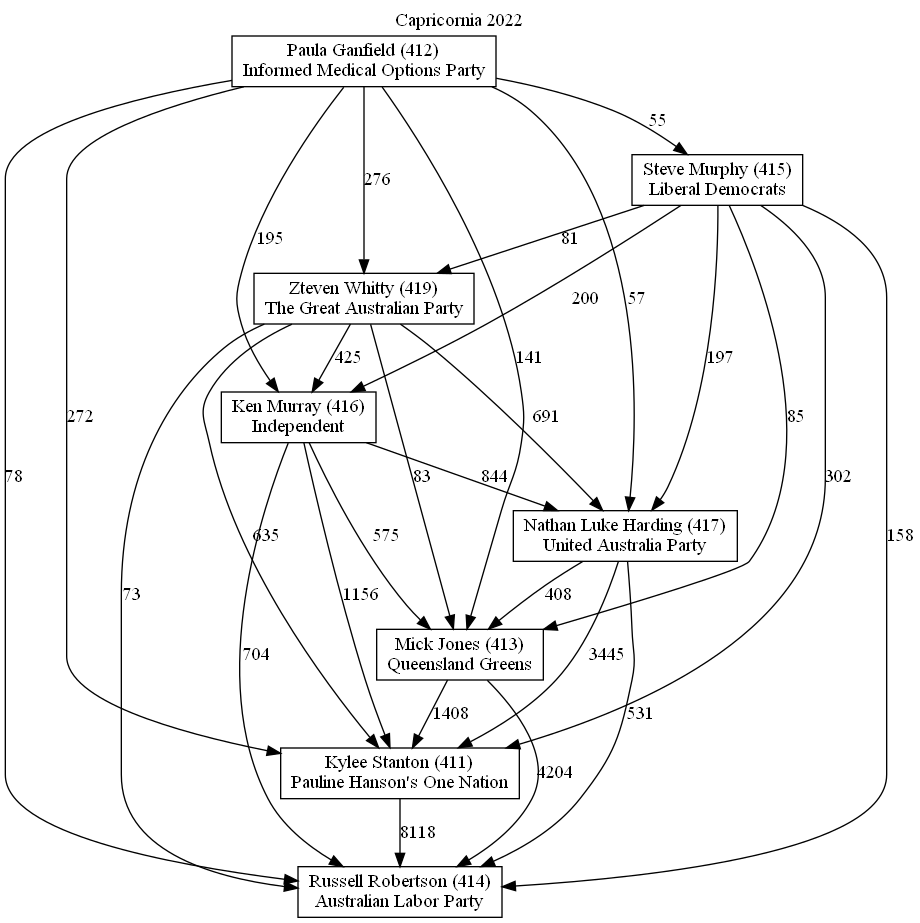 Capricornia 2022
Paula Ganfield (412)
Informed Medical Options Party
55
Steve Murphy (415)
Liberal Democrats
276
195
81
Zteven Whitty (419)
The Great Australian Party
200
57
425
141
197
Ken Murray (416)
Independent
272
691
85
78
83
844
302
Nathan Luke Harding (417)
United Australia Party
635
575
158
73
1156
408
Mick Jones (413)
Queensland Greens
704
3445
1408
531
Kylee Stanton (411)
Pauline Hanson's One Nation
4204
8118
Russell Robertson (414)
Australian Labor Party